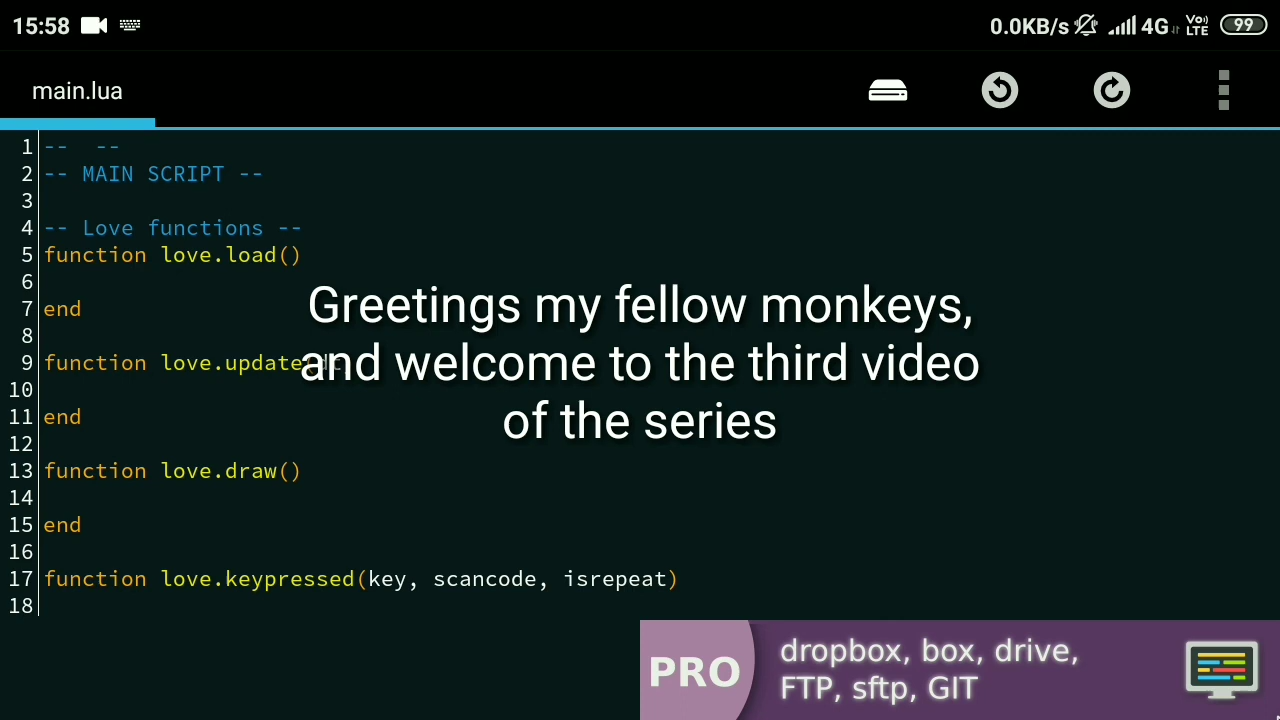 15:58 0.0KB/s 4G Vo) LTE 99
main.lua
1 -- --
2 -- MAIN SCRIPT --
3
4 -- Love functions --
5 function love.load()
6
Greetings my fellow monkeys,
7 end
8
9 function love.update(
and welcome to the third video
10
11 end
of the series
12
13 function love.draw()
14
15 end
16
17 function love.keypressed(key, scancode, isrepeat)
18
PRO
dropbox, box, drive,
FTP, sftp, GIT